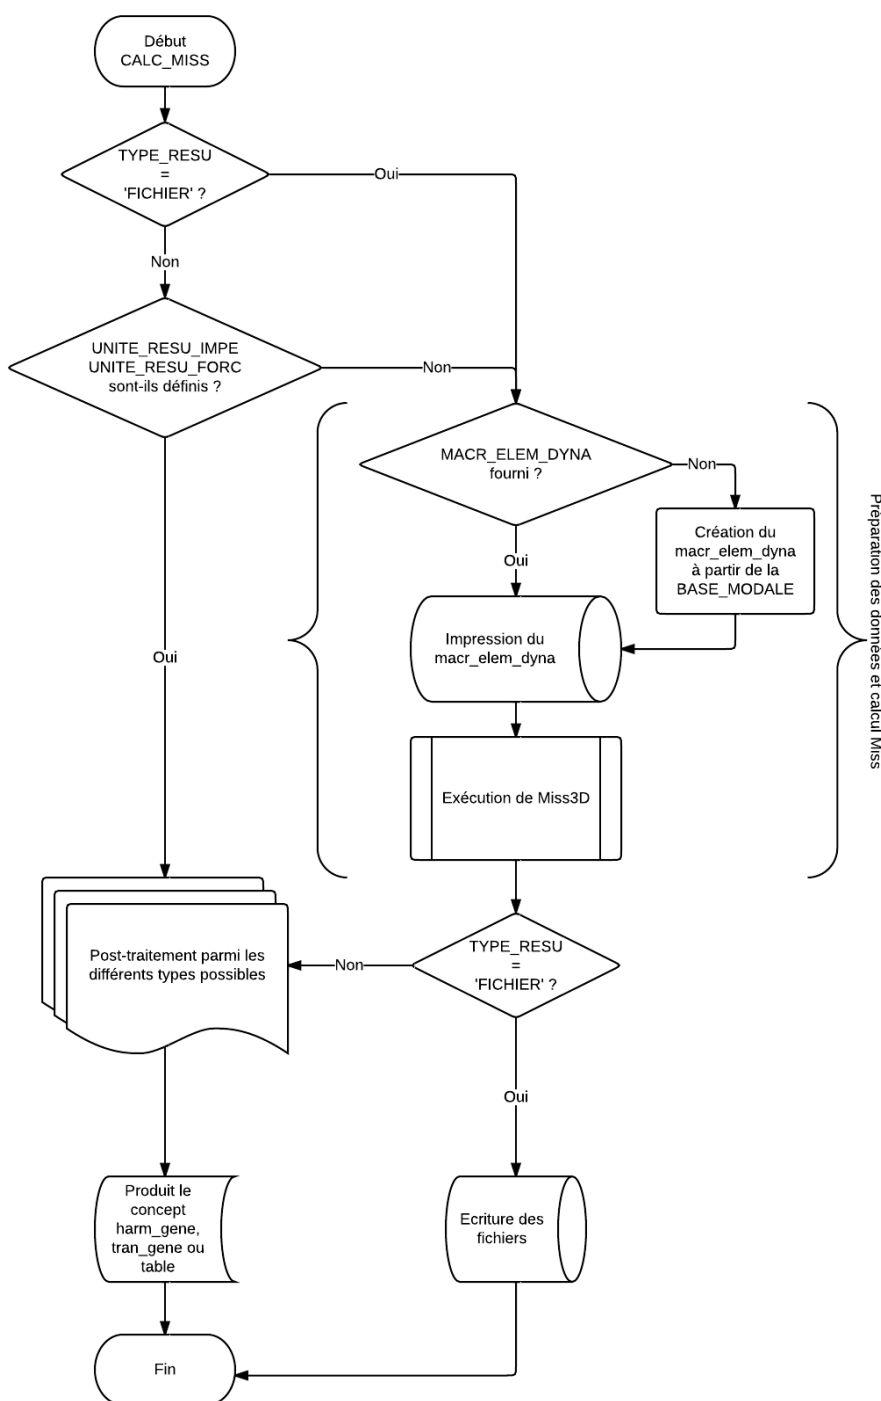 Début
CALC_MISS
TYPE_RESU
=
'FICHIER' ?
Oui
Non
UNITE_RESU_IMPE
UNITE_RESU_FORC
sont-ils définis ?
Non
MACR_ELEM_DYNA
fourni ?
Non
Création du
macr_elem_dyna
à partir de la
BASE_MODALE
Oui
Impression du
macr_elem_dyna
Oui
Exécution de Miss3D
Préparation des données et calcul Miss
TYPE_RESU
=
'FICHIER' ?
Non
Post-traitement parmi les
différents types possibles
Oui
Produit le
concept
harm_gene,
tran_gene ou
table
Ecriture des
fichiers
Fin